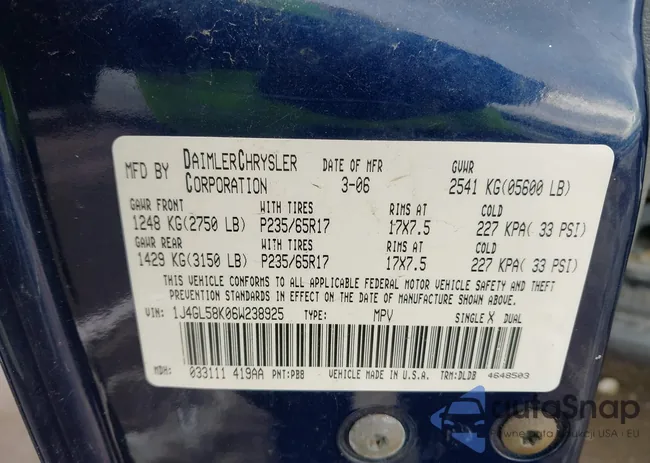 MFD BY DAIMLERCHRYSLER CORPORATION DATE OF MFR 3-06 GVWR 2541 KG(05600 LB)
GAWR FRONT WITH TIRES RIMS AT COLD
1248 KG(2750 LB) P235/65R17 17X7.5 227 KPA( 33 PSI)
GAWR REAR WITH TIRES RIMS AT COLD
1429 KG(3150 LB) P235/65R17 17X7.5 227 KPA( 33 PSI)
THIS VEHICLE CONFORMS TO ALL APPLICABLE FEDERAL MOTOR VEHICLE SAFETY AND THEFT
PREVENTION STANDARDS IN EFFECT ON THE DATE OF MANUFACTURE SHOWN ABOVE.
VIN: 1J4GL58K06W238925 TYPE: MPV SINGLE X DUAL
MDH: 033111 419AA PNT:PB8 VEHICLE MADE IN U.S.A. TRM:DLDB 4648503
autoSnap